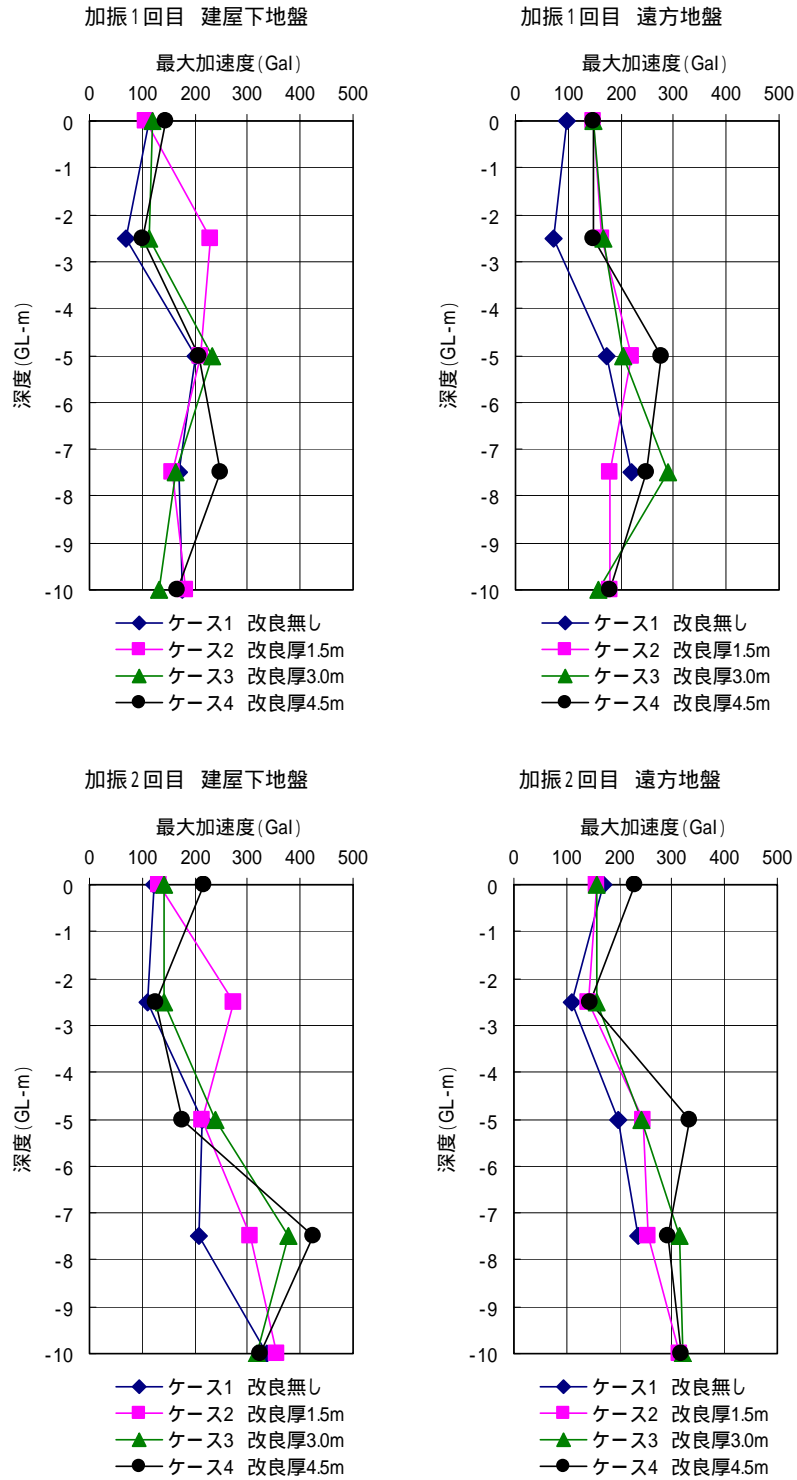 加振1回目 建屋下地盤
最大加速度(Gal)
0 100 200 300 400 500
0
-1
-2
-3
-4
-5
-6
-7
-8
-9
-10
深度(GL-m)
ケース1 改良無し
ケース2 改良厚1.5m
ケース3 改良厚3.0m
ケース4 改良厚4.5m
加振1回目 遠方地盤
最大加速度(Gal)
0 100 200 300 400 500
0
-1
-2
-3
-4
-5
-6
-7
-8
-9
-10
深度(GL-m)
ケース1 改良無し
ケース2 改良厚1.5m
ケース3 改良厚3.0m
ケース4 改良厚4.5m
加振2回目 建屋下地盤
最大加速度(Gal)
0 100 200 300 400 500
0
-1
-2
-3
-4
-5
-6
-7
-8
-9
-10
深度(GL-m)
ケース1 改良無し
ケース2 改良厚1.5m
ケース3 改良厚3.0m
ケース4 改良厚4.5m
加振2回目 遠方地盤
最大加速度(Gal)
0 100 200 300 400 500
0
-1
-2
-3
-4
-5
-6
-7
-8
-9
-10
深度(GL-m)
ケース1 改良無し
ケース2 改良厚1.5m
ケース3 改良厚3.0m
ケース4 改良厚4.5m